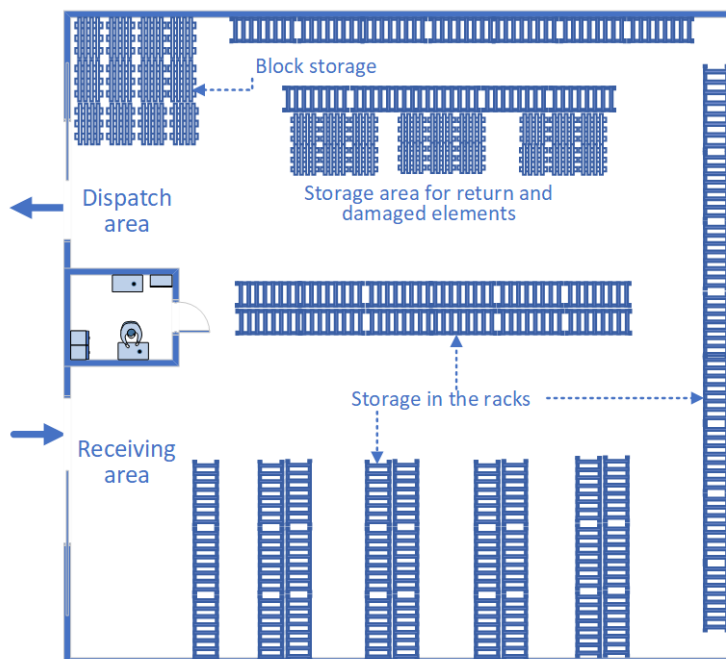 Block storage
Storage area for return and
damaged elements
Dispatch
area
Storage in the racks
Receiving
area